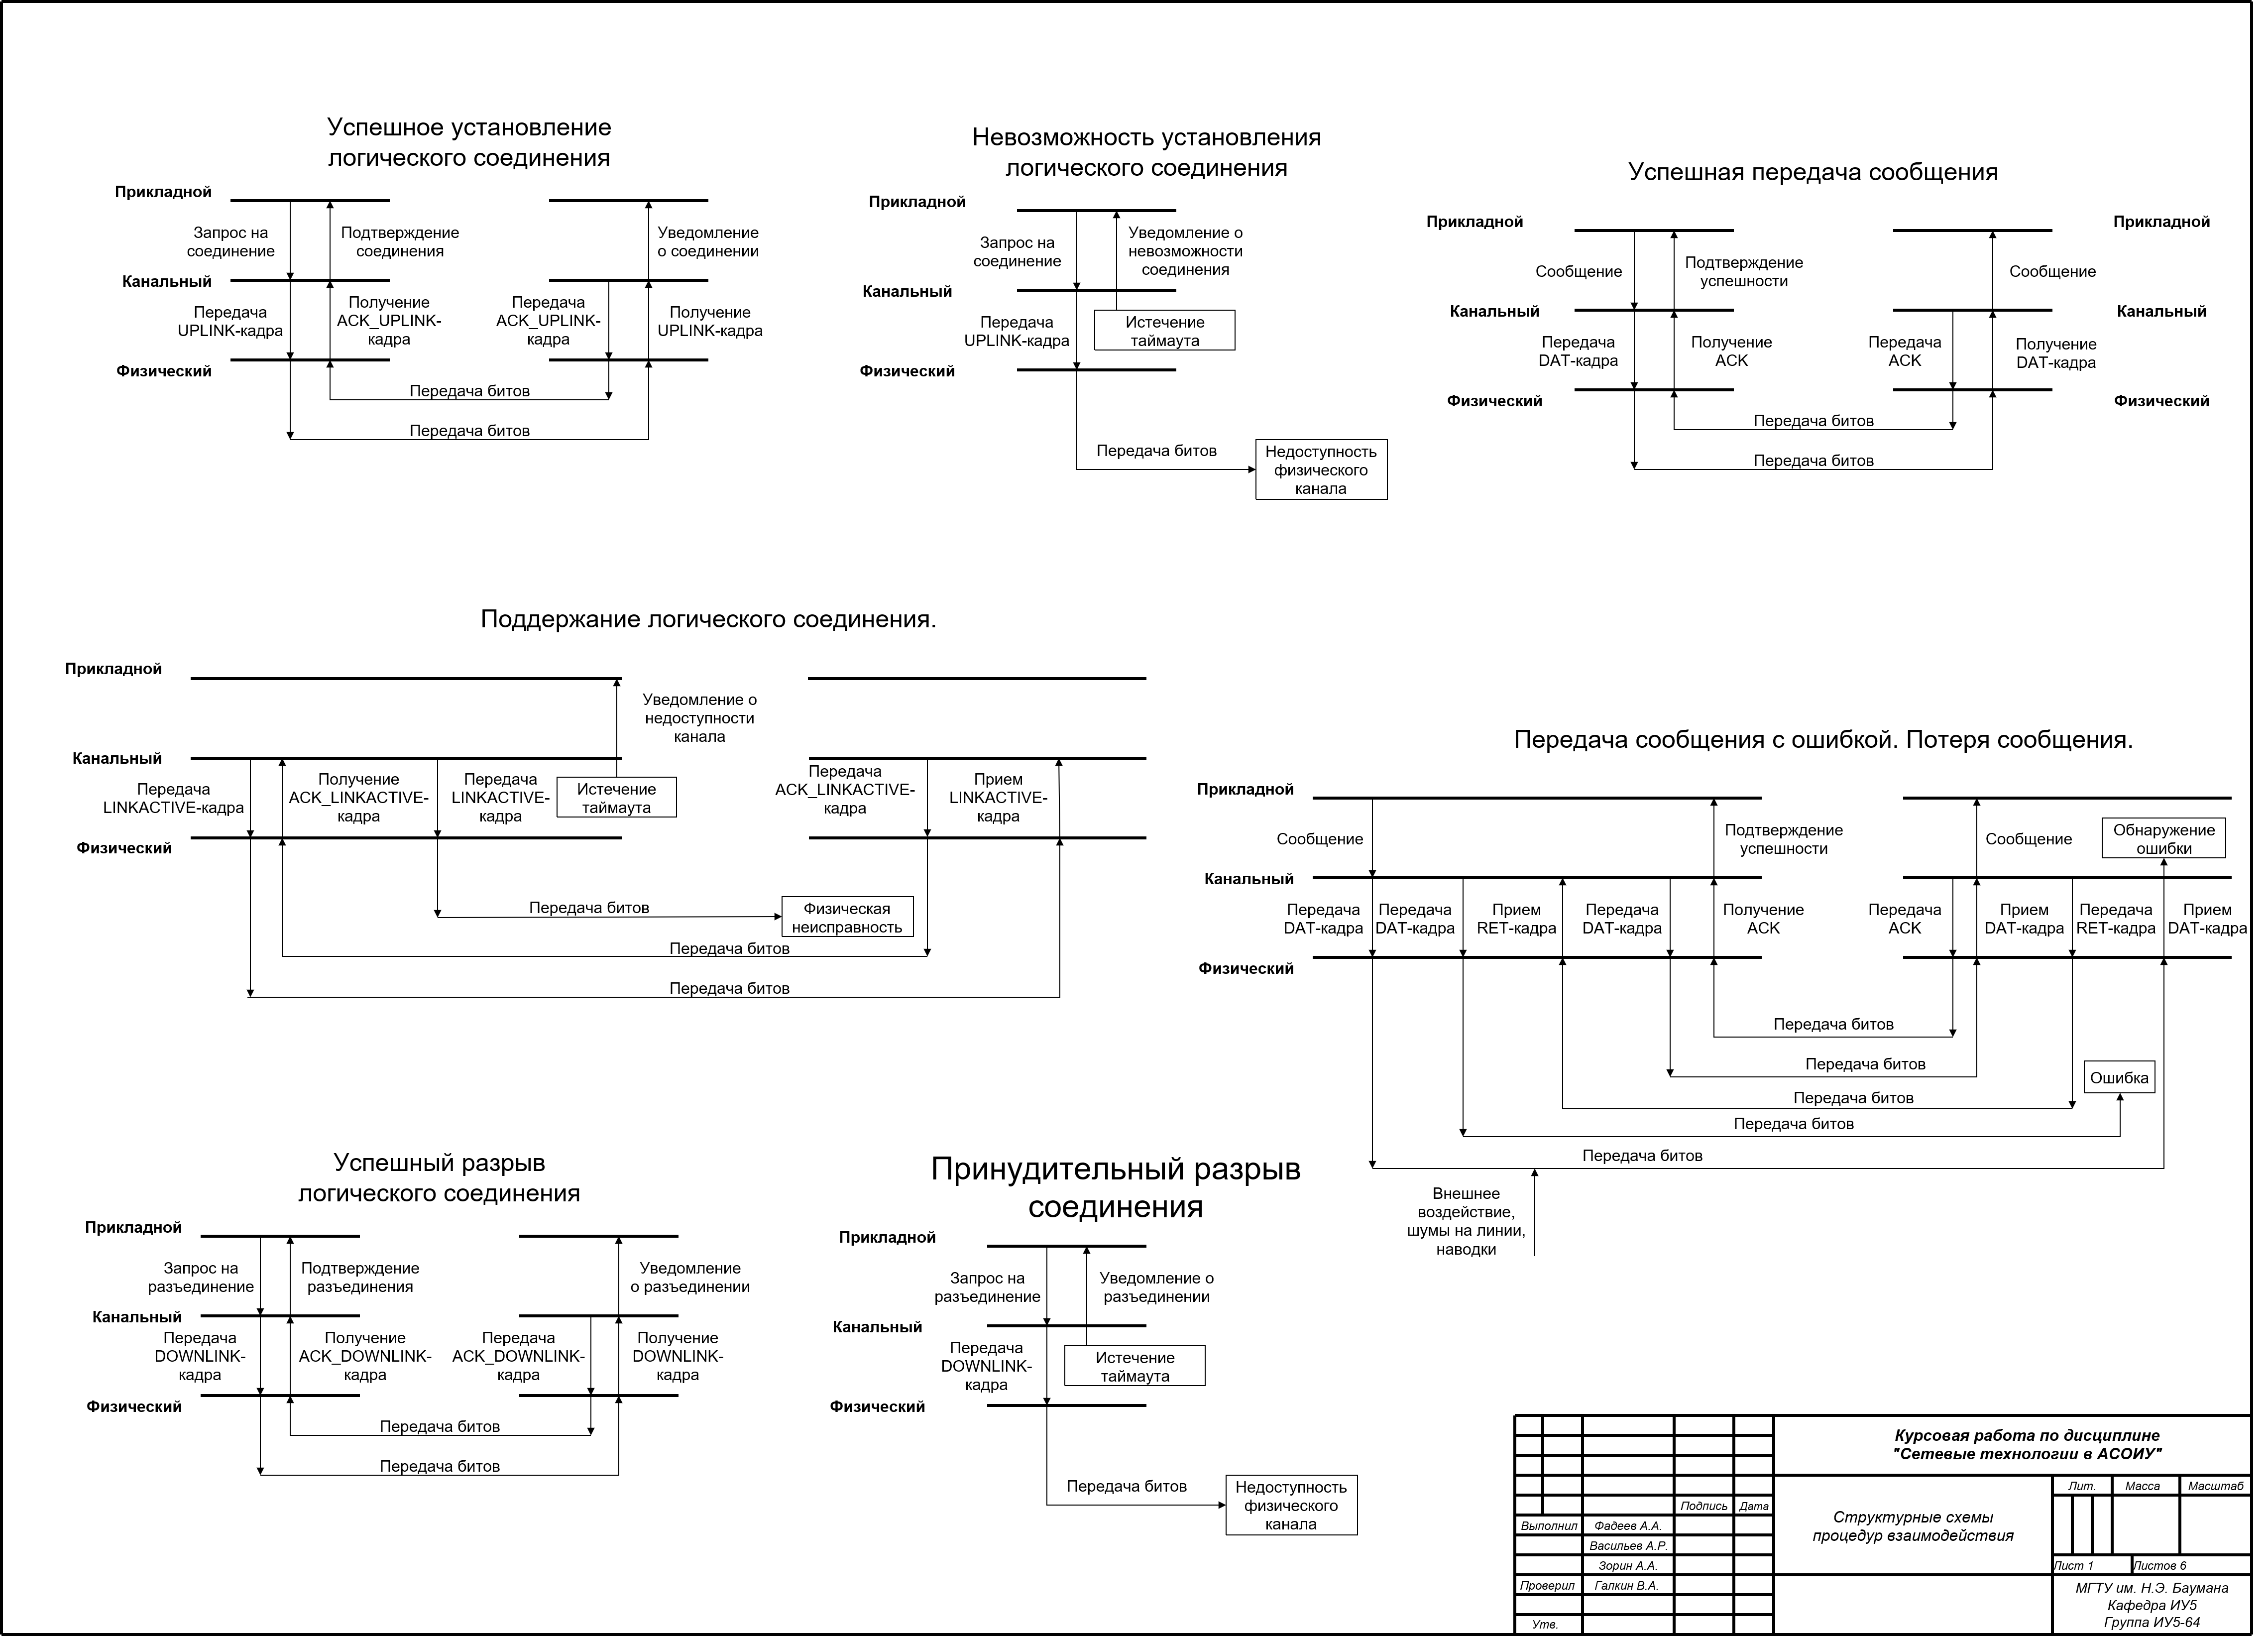 Успешное установление
логического соединения
Прикладной
Запрос на
соединение
Подтверждение
соединения
Уведомление
о соединении
Канальный
Передача
UPLINK-кадра
Получение
ACK_UPLINK-
кадра
Передача
ACK_UPLINK-
кадра
Получение
UPLINK-кадра
Физический
Передача битов
Передача битов
Невозможность установления
логического соединения
Прикладной
Запрос на
соединение
Уведомление о
невозможности
соединения
Канальный
Передача
UPLINK-кадра
Истечение
таймаута
Физический
Передача битов
Недоступность
физического
канала
Успешная передача сообщения
Прикладной
Прикладной
Сообщение
Подтверждение
успешности
Сообщение
Канальный
Канальный
Передача
DAT-кадра
Получение
ACK
Передача
ACK
Получение
DAT-кадра
Физический
Физический
Передача битов
Передача битов
Поддержание логического соединения.
Прикладной
Уведомление о
недоступности
канала
Канальный
Передача
LINKACTIVE-кадра
Получение
ACK_LINKACTIVE-
кадра
Передача
LINKACTIVE-
кадра
Истечение
таймаута
Передача
ACK_LINKACTIVE-
кадра
Прием
LINKACTIVE-
кадра
Физический
Передача битов
Физическая
неисправность
Передача битов
Передача битов
Передача сообщения с ошибкой. Потеря сообщения.
Прикладной
Сообщение
Подтверждение
успешности
Сообщение
Обнаружение
ошибки
Канальный
Передача
DAT-кадра
Передача
DAT-кадра
Прием
RET-кадра
Передача
DAT-кадра
Получение
ACK
Передача
ACK
Прием
DAT-кадра
Передача
RET-кадра
Прием
DAT-кадра
Физический
Передача битов
Передача битов
Ошибка
Передача битов
Передача битов
Передача битов
Внешнее
воздействие,
шумы на линии,
наводки
Успешный разрыв
логического соединения
Прикладной
Запрос на
разъединение
Подтверждение
разъединения
Уведомление
о разъединении
Канальный
Передача
DOWNLINK-
кадра
Получение
ACK_DOWNLINK-
кадра
Передача
ACK_DOWNLINK-
кадра
Получение
DOWNLINK-
кадра
Физический
Передача битов
Передача битов
Принудительный разрыв
соединения
Прикладной
Запрос на
разъединение
Уведомление о
разъединении
Канальный
Передача
DOWNLINK-
кадра
Истечение
таймаута
Физический
Передача битов
Недоступность
физического
канала
Курсовая работа по дисциплине
"Сетевые технологии в АСОИУ"
Лит. Масса Масштаб
Подпись Дата
Структурные схемы
процедур взаимодействия
Выполнил Фадеев А.А.
Васильев А.Р.
Зорин А.А.
Лист 1 Листов 6
Проверил Галкин В.А.
Утв.
МГТУ им. Н.Э. Баумана
Кафедра ИУ5
Группа ИУ5-64